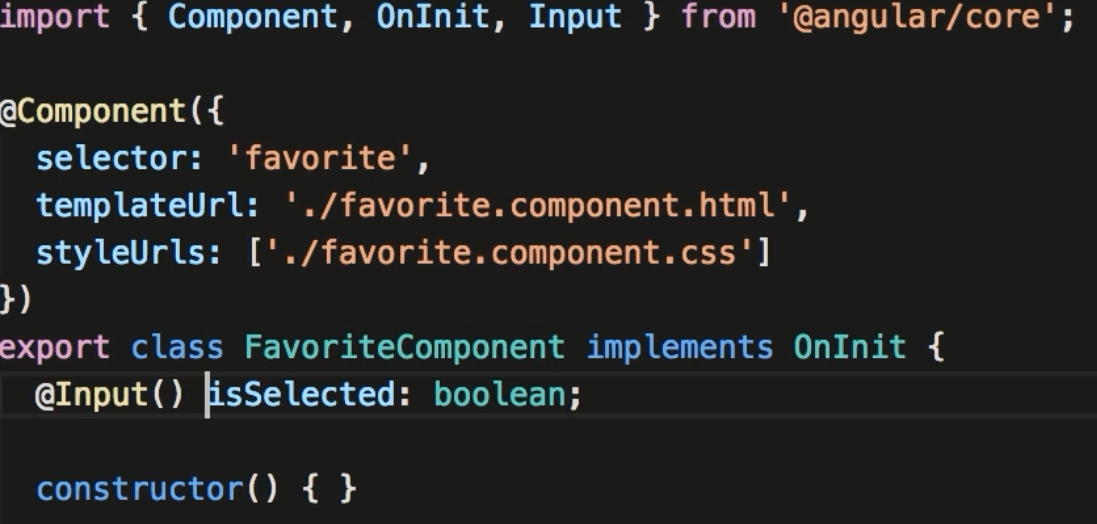 import { Component, OnInit, Input } from '@angular/core';
@Component({
selector: 'favorite',
templateUrl: './favorite.component.html',
styleUrls: ['./favorite.component.css']
})
export class FavoriteComponent implements OnInit {
@Input() isSelected: boolean;
constructor() { }